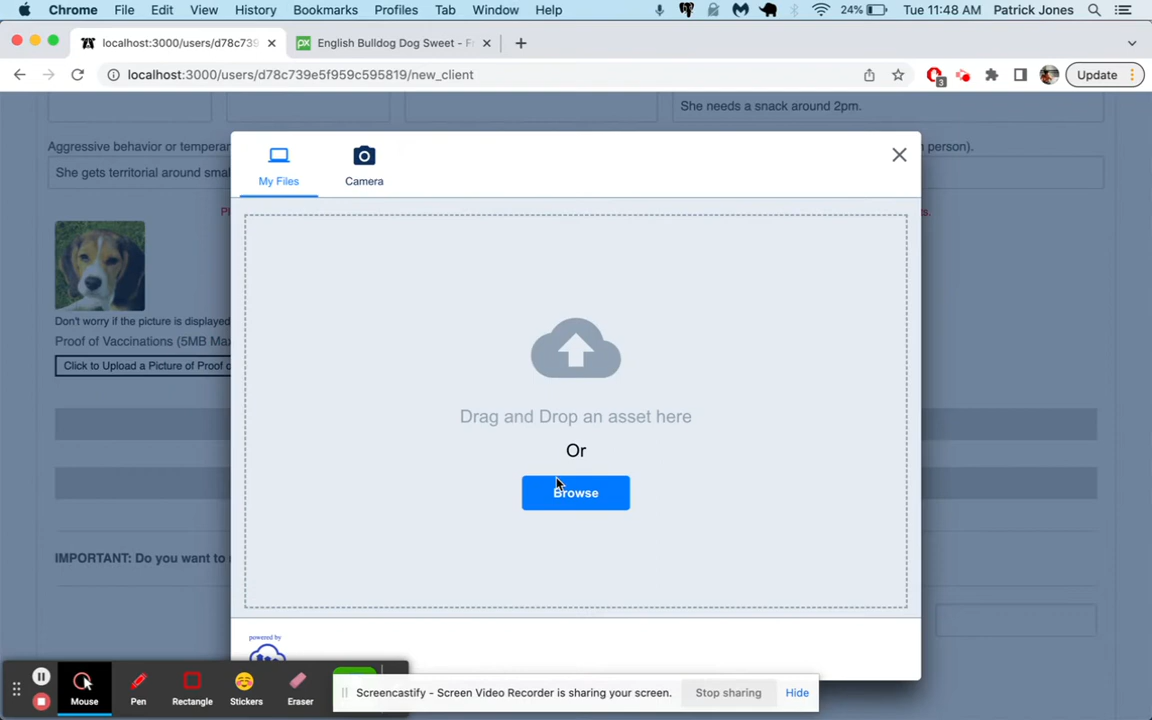 Chrome File Edit View History Bookmarks Profiles Tab Window Help 24% Tue 11:48 AM Patrick Jones
localhost:3000/users/d78c739 English Bulldog Dog Sweet - F
localhost:3000/users/d78c739e5f959c595819/new_client 3 Update
She needs a snack around 2pm.
Aggressive behavior or tempera person).
She gets territorial around sma
My Files Camera
Drag and Drop an asset here
Or
Browse
Don't worry if the picture is displayed
Proof of Vaccinations (5MB Ma
Click to Upload a Picture of Proof
IMPORTANT: Do you want to
powered by
Mouse Pen Rectangle Stickers Eraser
Screencastify - Screen Video Recorder is sharing your screen. Stop sharing Hide